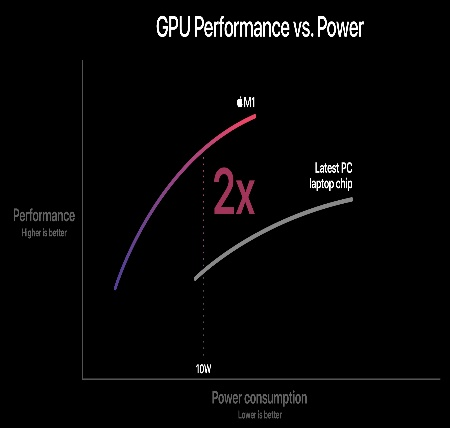 GPU Performance vs. Power
M1
2x
Latest PC
laptop chip
Performance
Higher is better
10W
Power consumption
Lower is better